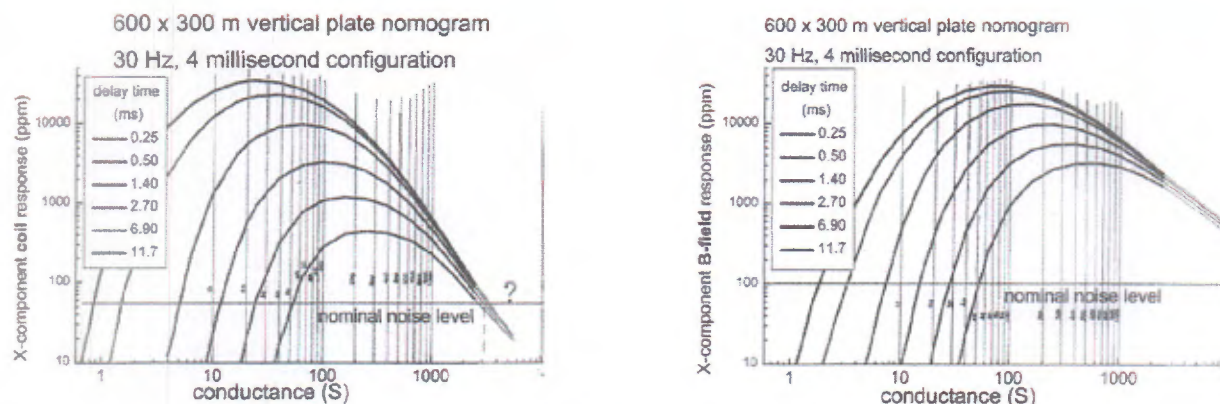 600 x 300 m vertical plate nomogram
30 Hz, 4 millisecond configuration
delay time
(ms)
0.25
0.50
1.40
2.70
6.90
11.7
X-component coil response (ppm)
10000
1000
100
10
?
nominal noise level
1
10
100
1000
conductance (S)
600 x 300 m vertical plate nomogram
30 Hz, 4 millisecond configuration
delay time
(ms)
0.25
0.50
1.40
2.70
6.90
11.7
X-component B-field response (ppm)
10000
1000
100
10
nominal noise level
1
10
100
1000
conductance (S)